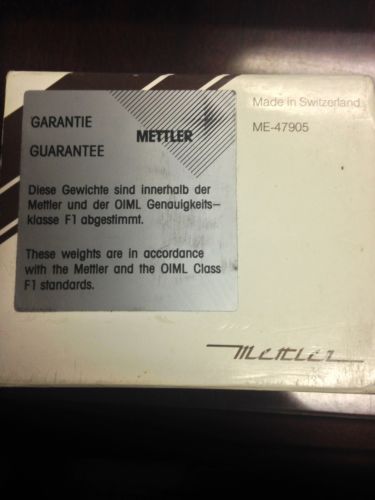 GARANTIE
METTLER
GUARANTEE
Diese Gewichte sind innerhalb der
Mettler und der OIML Genauigkeits-
klasse F1 abgestimmt.
These weights are in accordance
with the Mettler and the OIML Class
F1 standards.
Made in Switzerland
ME-47905
Mettler